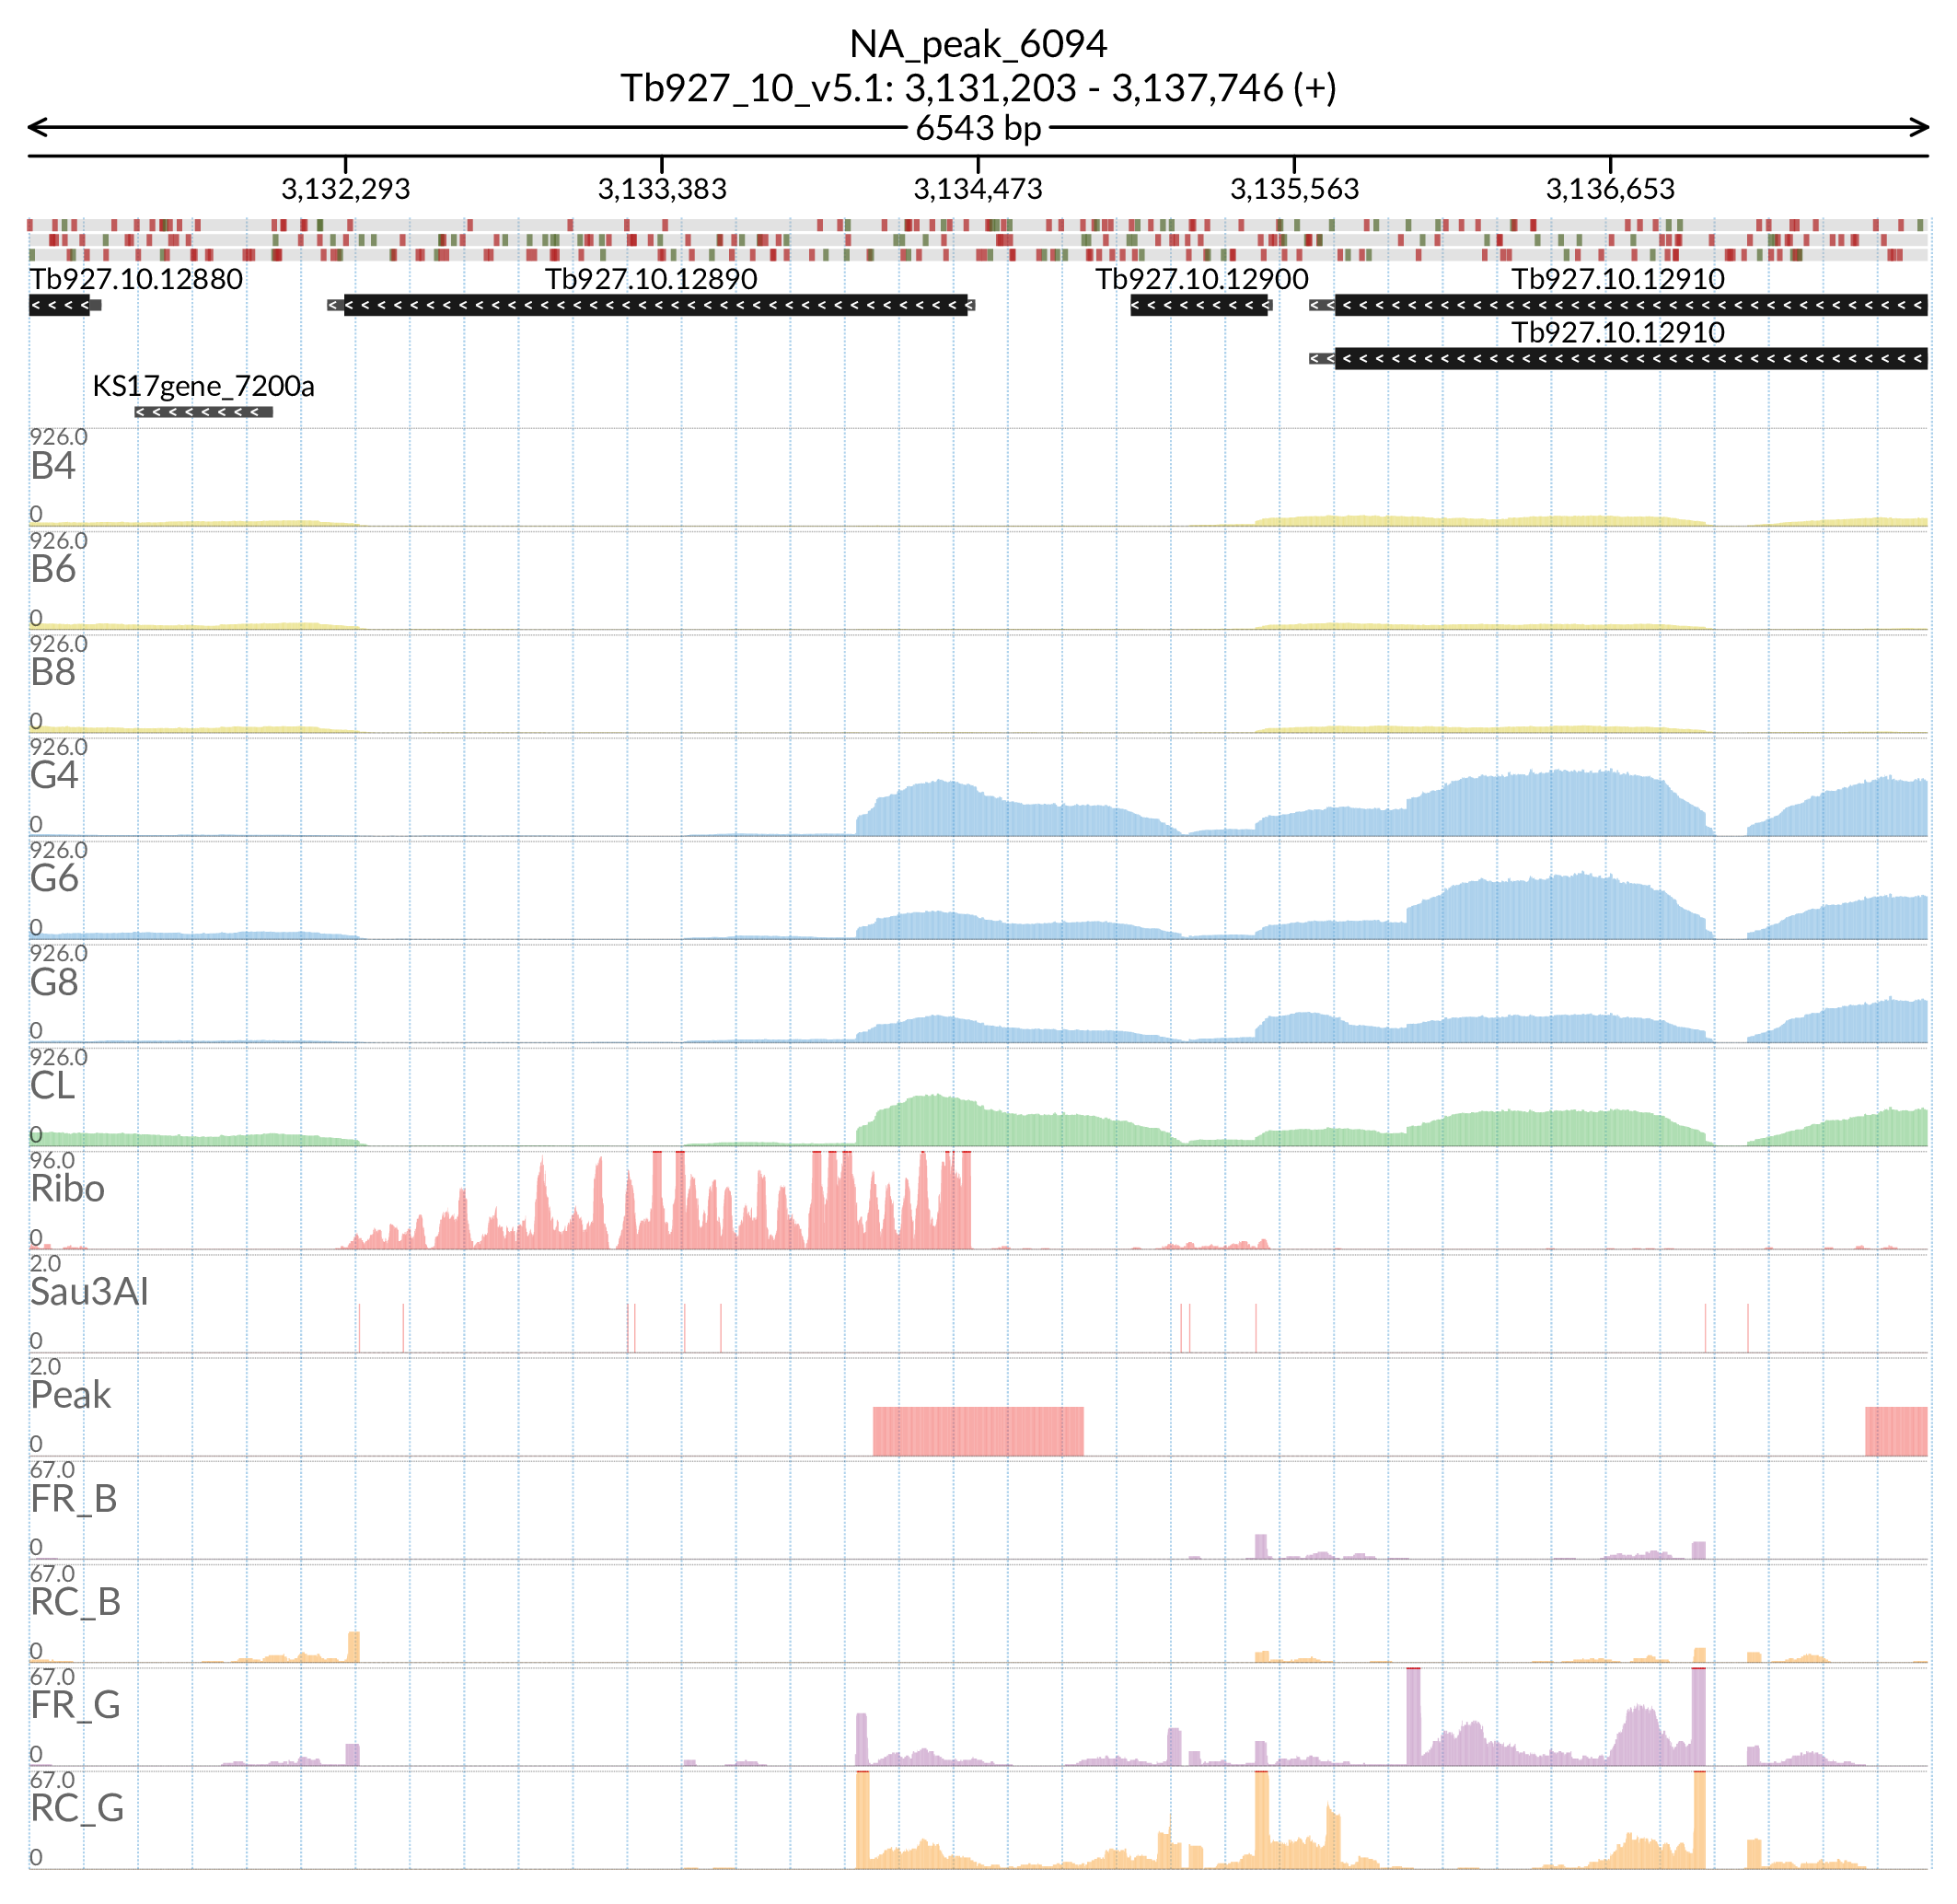 NA_peak_6094
Tb927_10_v5.1: 3,131,203 - 3,137,746 (+)
6543 bp
3,132,293 3,133,383 3,134,473 3,135,563 3,136,653
Tb927.10.12880 Tb927.10.12890 Tb927.10.12900 Tb927.10.12910
Tb927.10.12910
KS17gene_7200a
926.0
B4
0
926.0
B6
0
926.0
B8
0
926.0
G4
0
926.0
G6
0
926.0
G8
0
926.0
CL
0
96.0
Ribo
0
2.0
Sau3AI
0
2.0
Peak
0
67.0
FR_B
0
67.0
RC_B
0
67.0
FR_G
0
67.0
RC_G
0